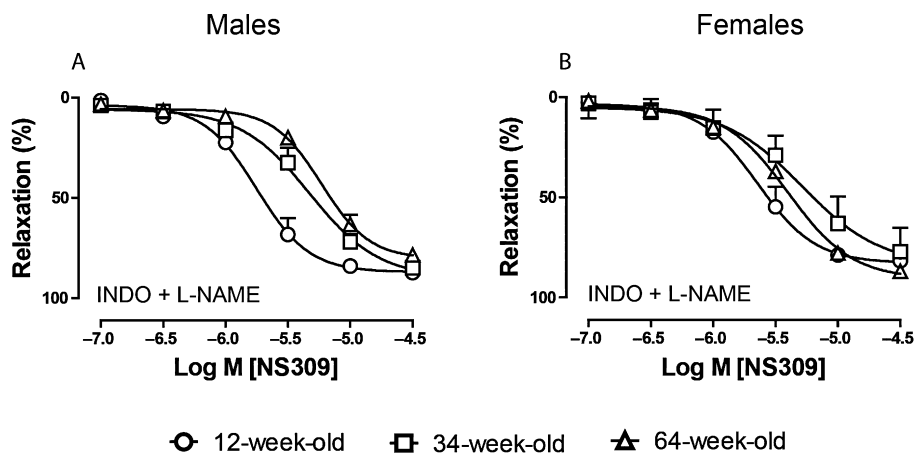 Males
Females
A
B
0
50
100
Relaxation (%)
INDO + L-NAME
–7.0 –6.5 –6.0 –5.5 –5.0 –4.5
Log M [NS309]
0
50
100
Relaxation (%)
INDO + L-NAME
–7.0 –6.5 –6.0 –5.5 –5.0 –4.5
Log M [NS309]
12-week-old 34-week-old 64-week-old